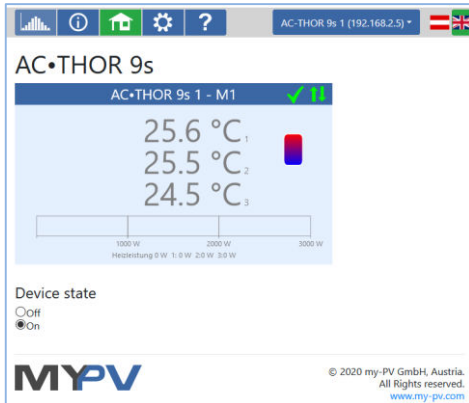 ?
AC-THOR 9s 1 (192.168.2.5)
AC•THOR 9s
AC•THOR 9s 1 - M1
25.6 °C 1
25.5 °C 2
24.5 °C 3
1000 W 2000 W 3000 W
Heizleistung 0 W 1: 0 W 2:0 W 3:0 W
Device state
Off
On
MYPV
© 2020 my-PV GmbH, Austria.
All Rights reserved.
www.my-pv.com